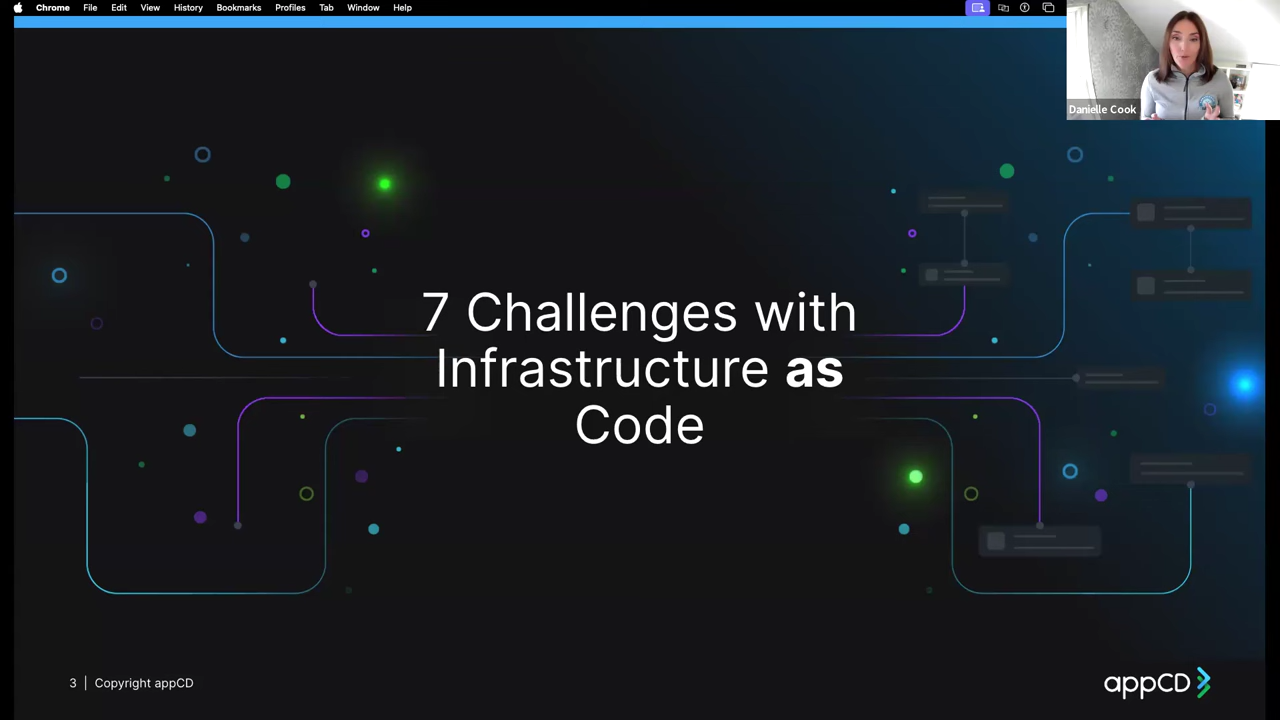 Chrome File Edit View History Bookmarks Profiles Tab Window Help
Danielle Cook
7 Challenges with
Infrastructure as
Code
3 | Copyright appCD
appCD